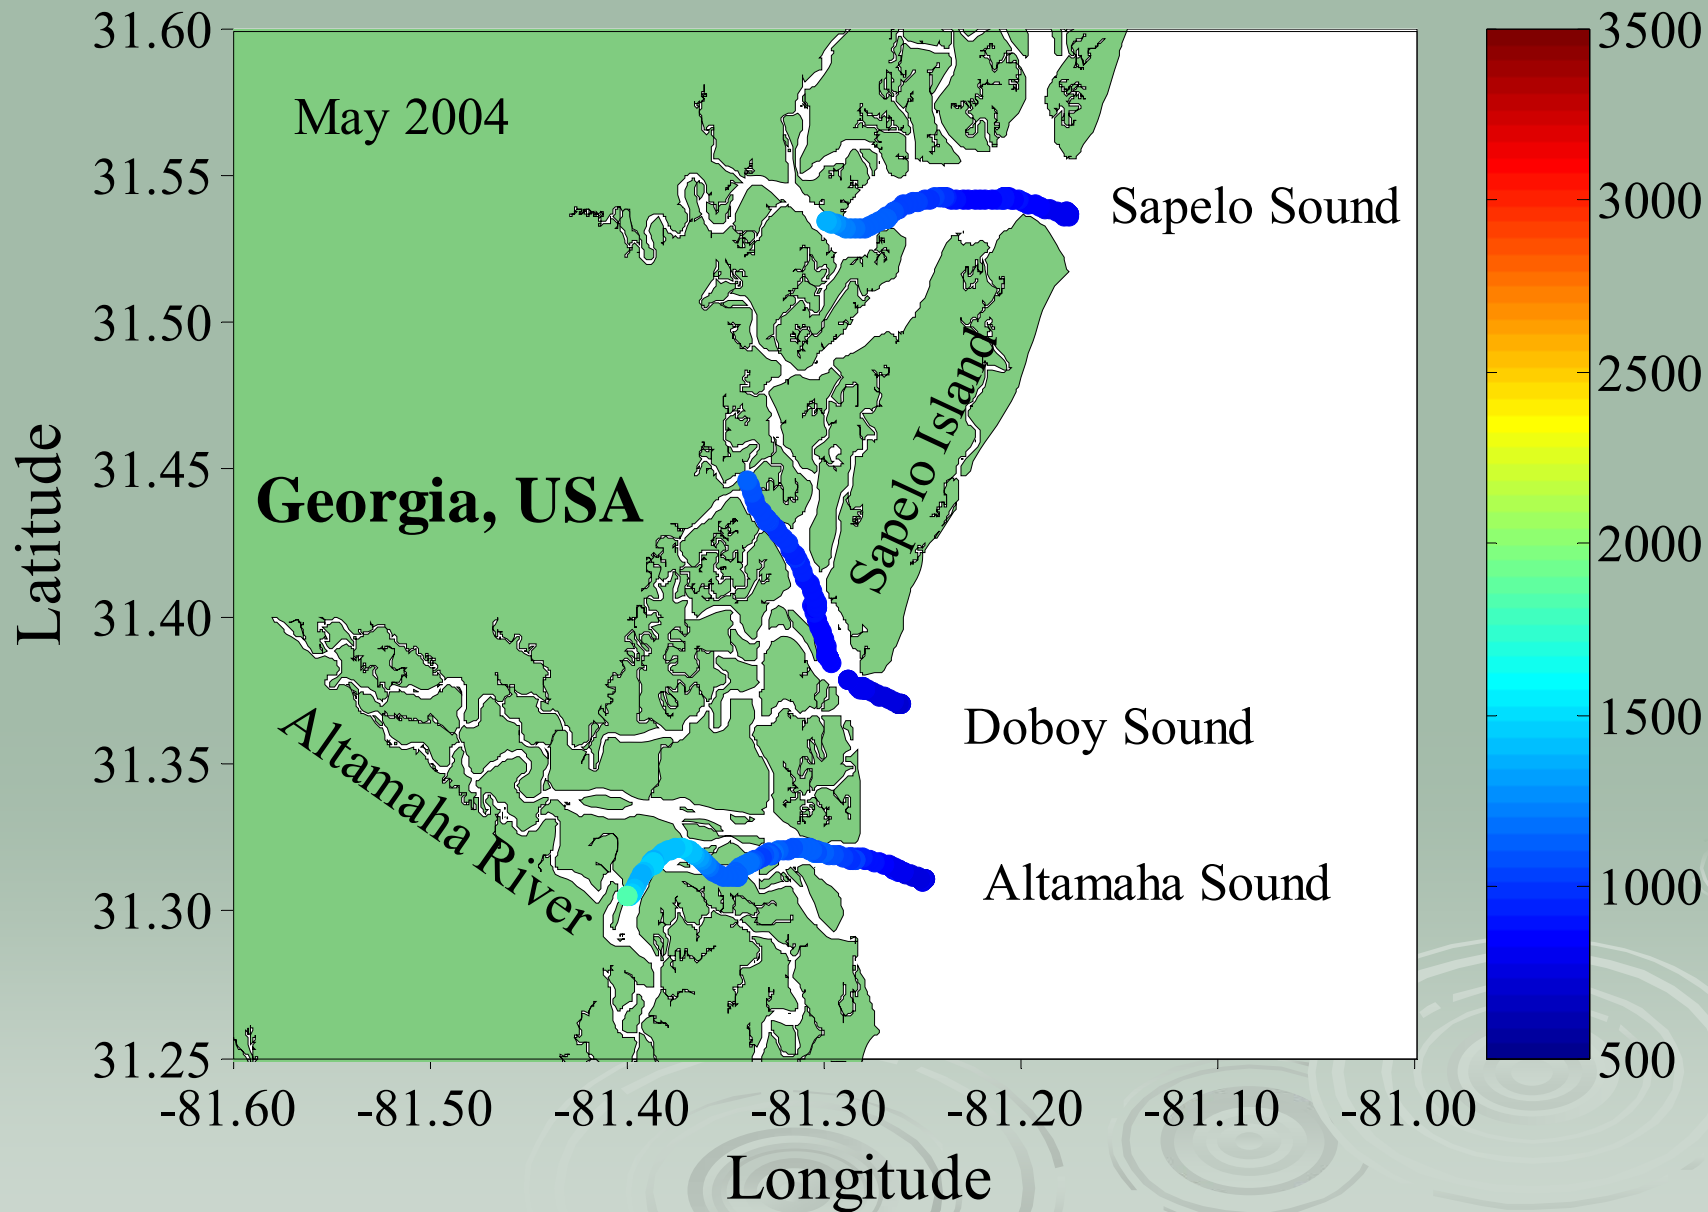 31.60
31.55
31.50
31.45
31.40
31.35
31.30
31.25
Latitude
May 2004
Sapelo Sound
Sapelo Island
Georgia, USA
Doboy Sound
Altamaha River
Altamaha Sound
-81.60 -81.50 -81.40 -81.30 -81.20 -81.10 -81.00
Longitude
3500
3000
2500
2000
1500
1000
500